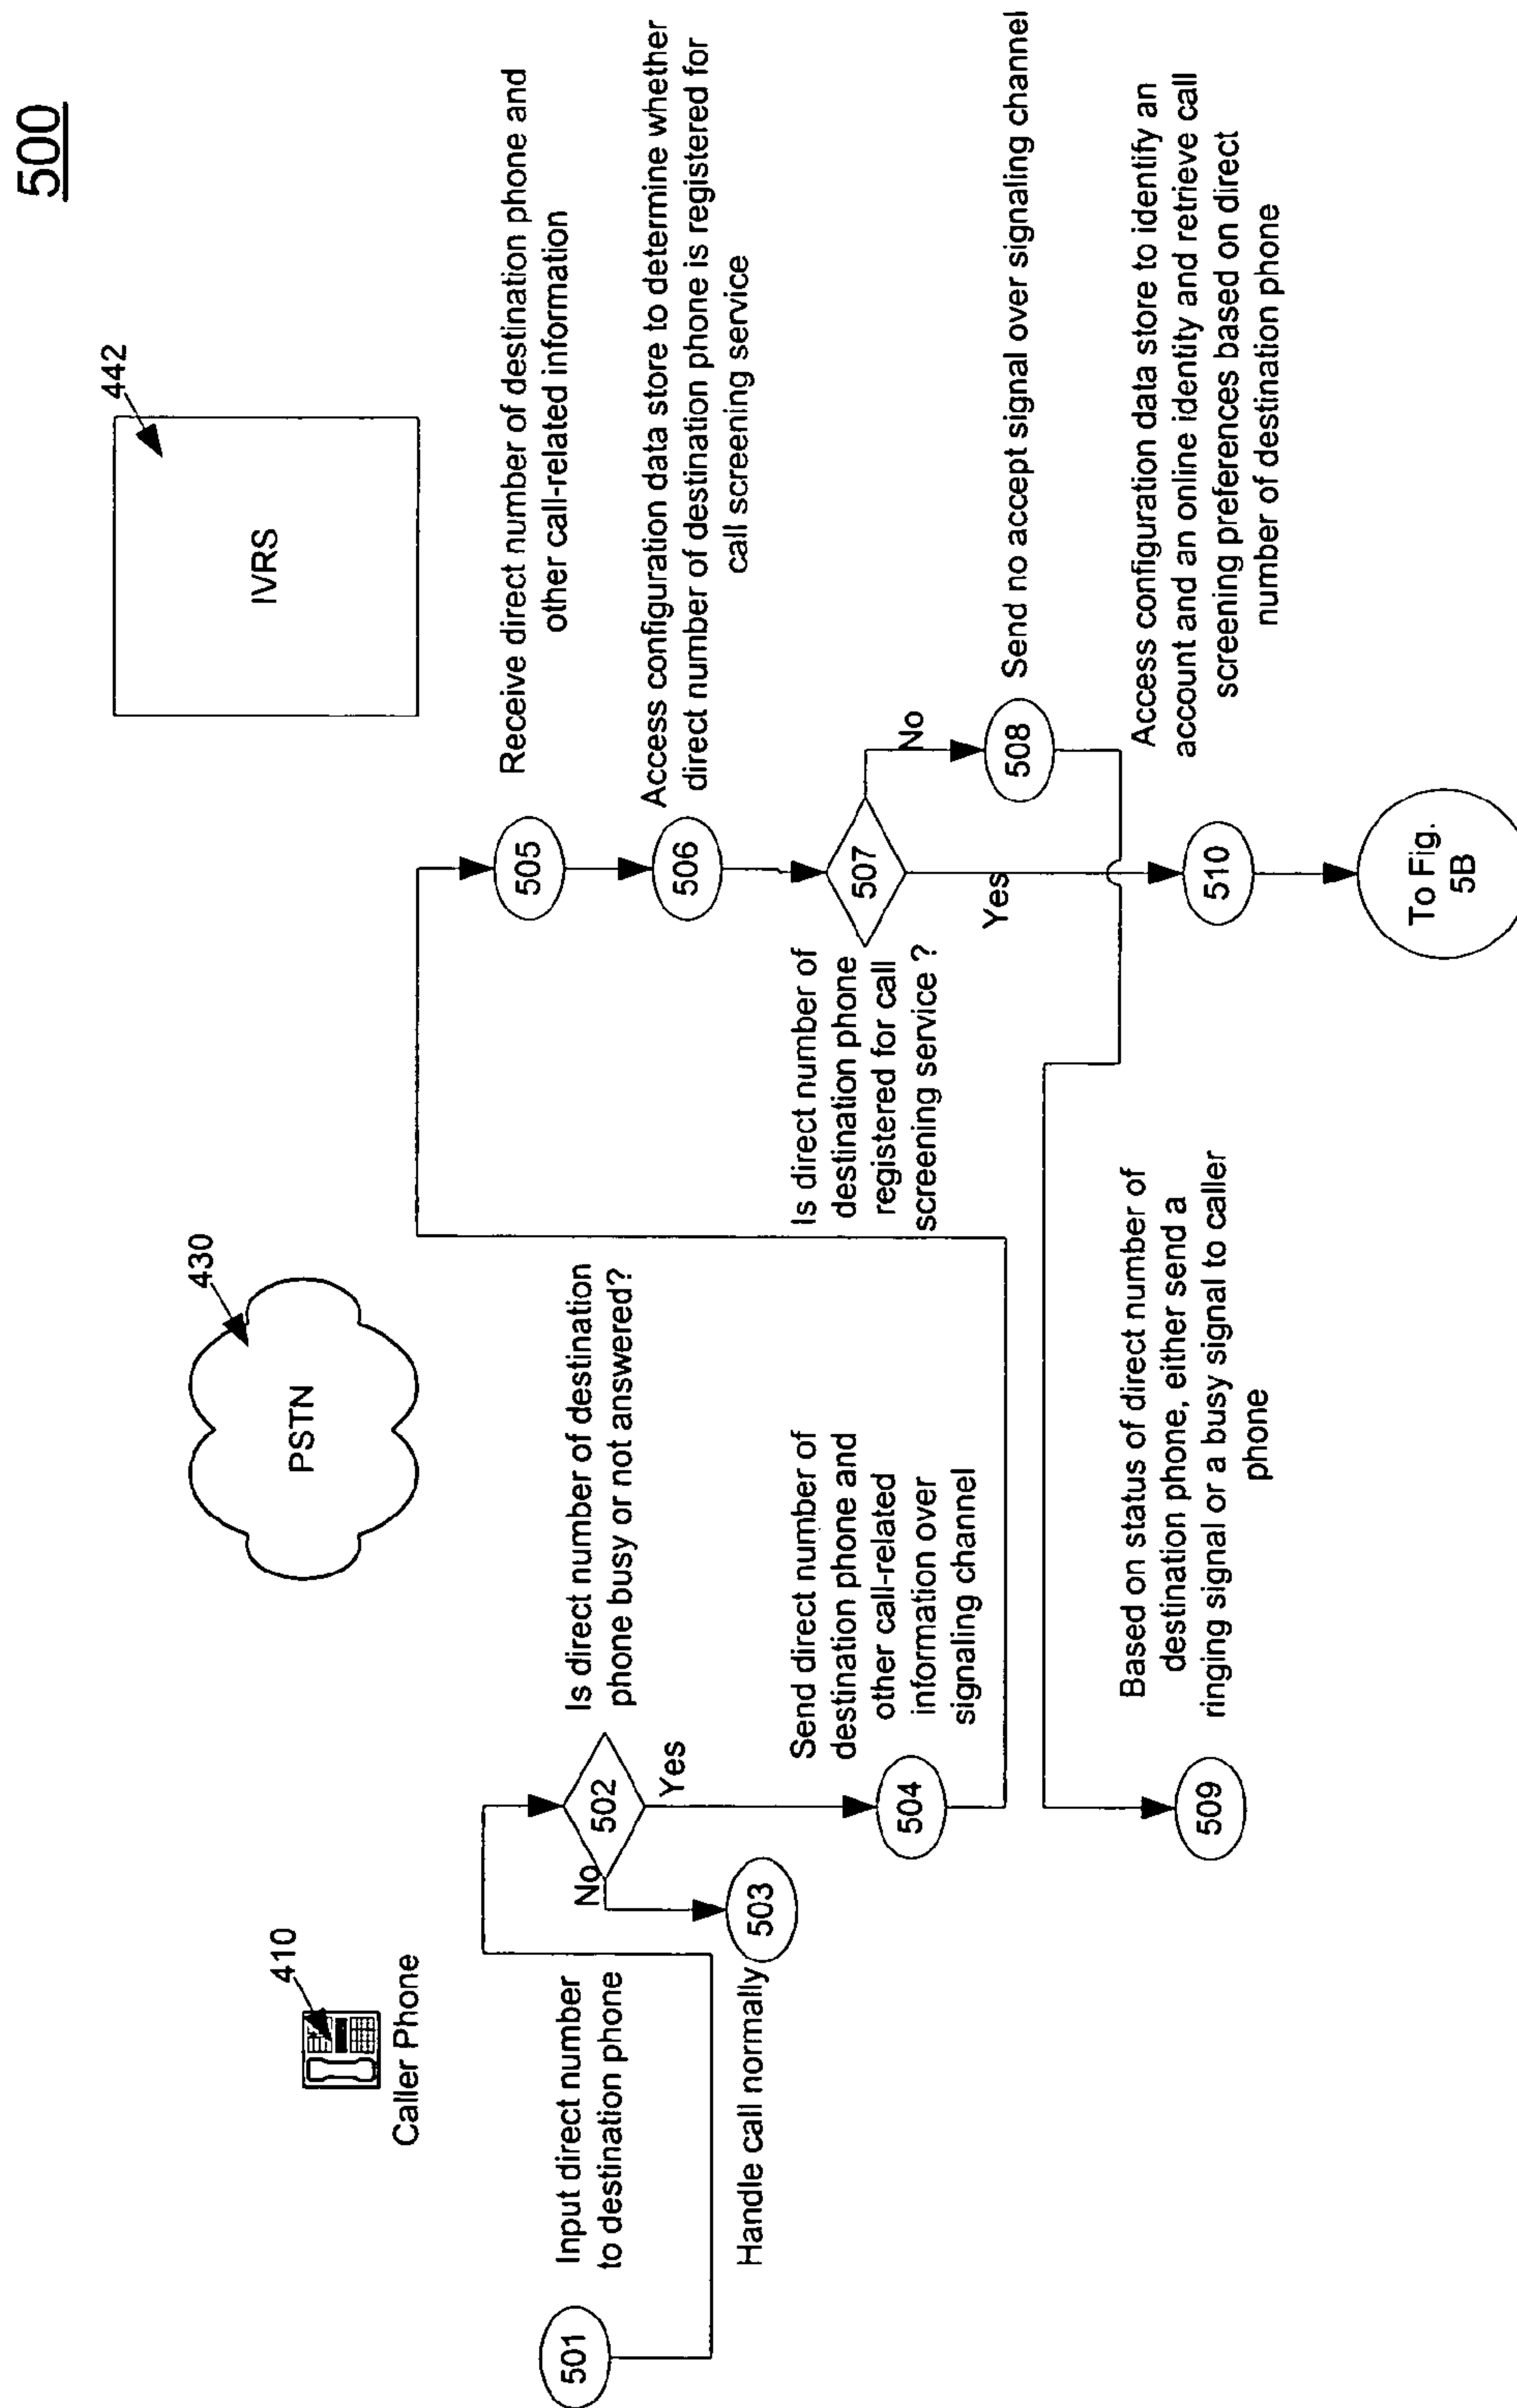 500
410
Caller Phone
430
PSTN
442
IVRS
501
Input direct number
to destination phone
502
Is direct number of destination
phone busy or not answered?
No
Yes
503
Handle call normally
504
Send direct number of
destination phone and
other call-related
information over
signaling channel
505
Receive direct number of destination phone and
other call-related information
506
Access configuration data store to determine whether
direct number of destination phone is registered for
call screening service
507
Is direct number of
destination phone
registered for call
screening service ?
No
Yes
508
Send no accept signal over signaling channel
509
Based on status of direct number of
destination phone, either send a
ringing signal or a busy signal to caller
phone
510
Access configuration data store to identify an
account and an online identity and retrieve call
screening preferences based on direct
number of destination phone
To Fig.
5B